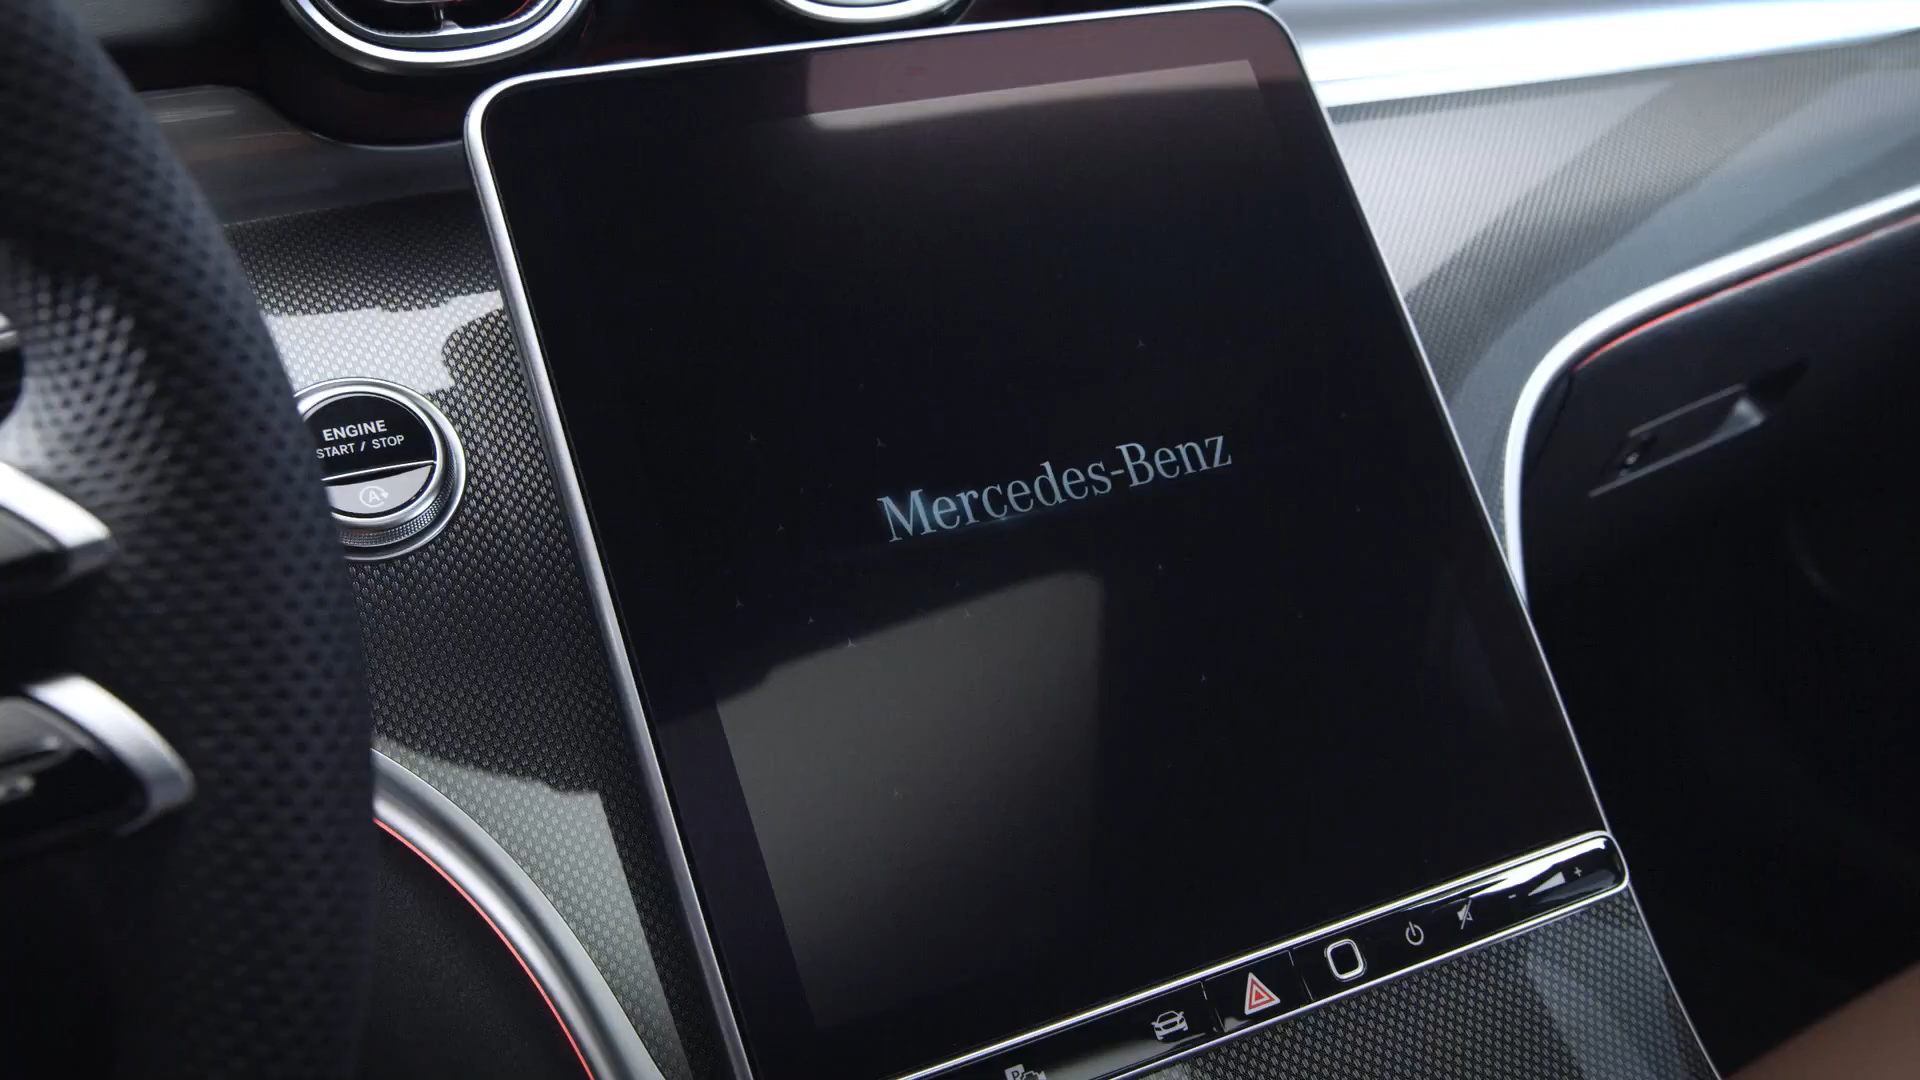 ENGINE
START / STOP
A
Mercedes-Benz
- +
P